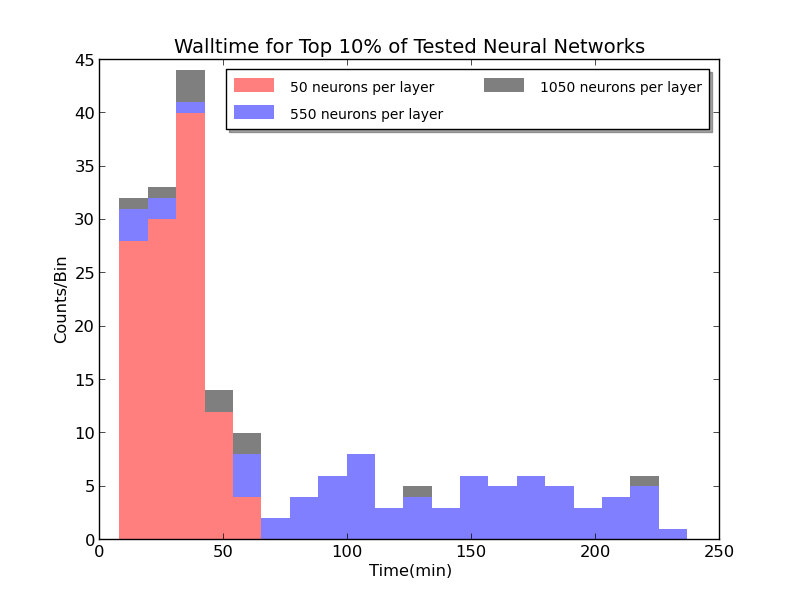 Walltime for Top 10% of Tested Neural Networks
50 neurons per layer
550 neurons per layer
1050 neurons per layer
Counts/Bin
45
40
35
30
25
20
15
10
5
0
0 50 100 150 200 250
Time(min)